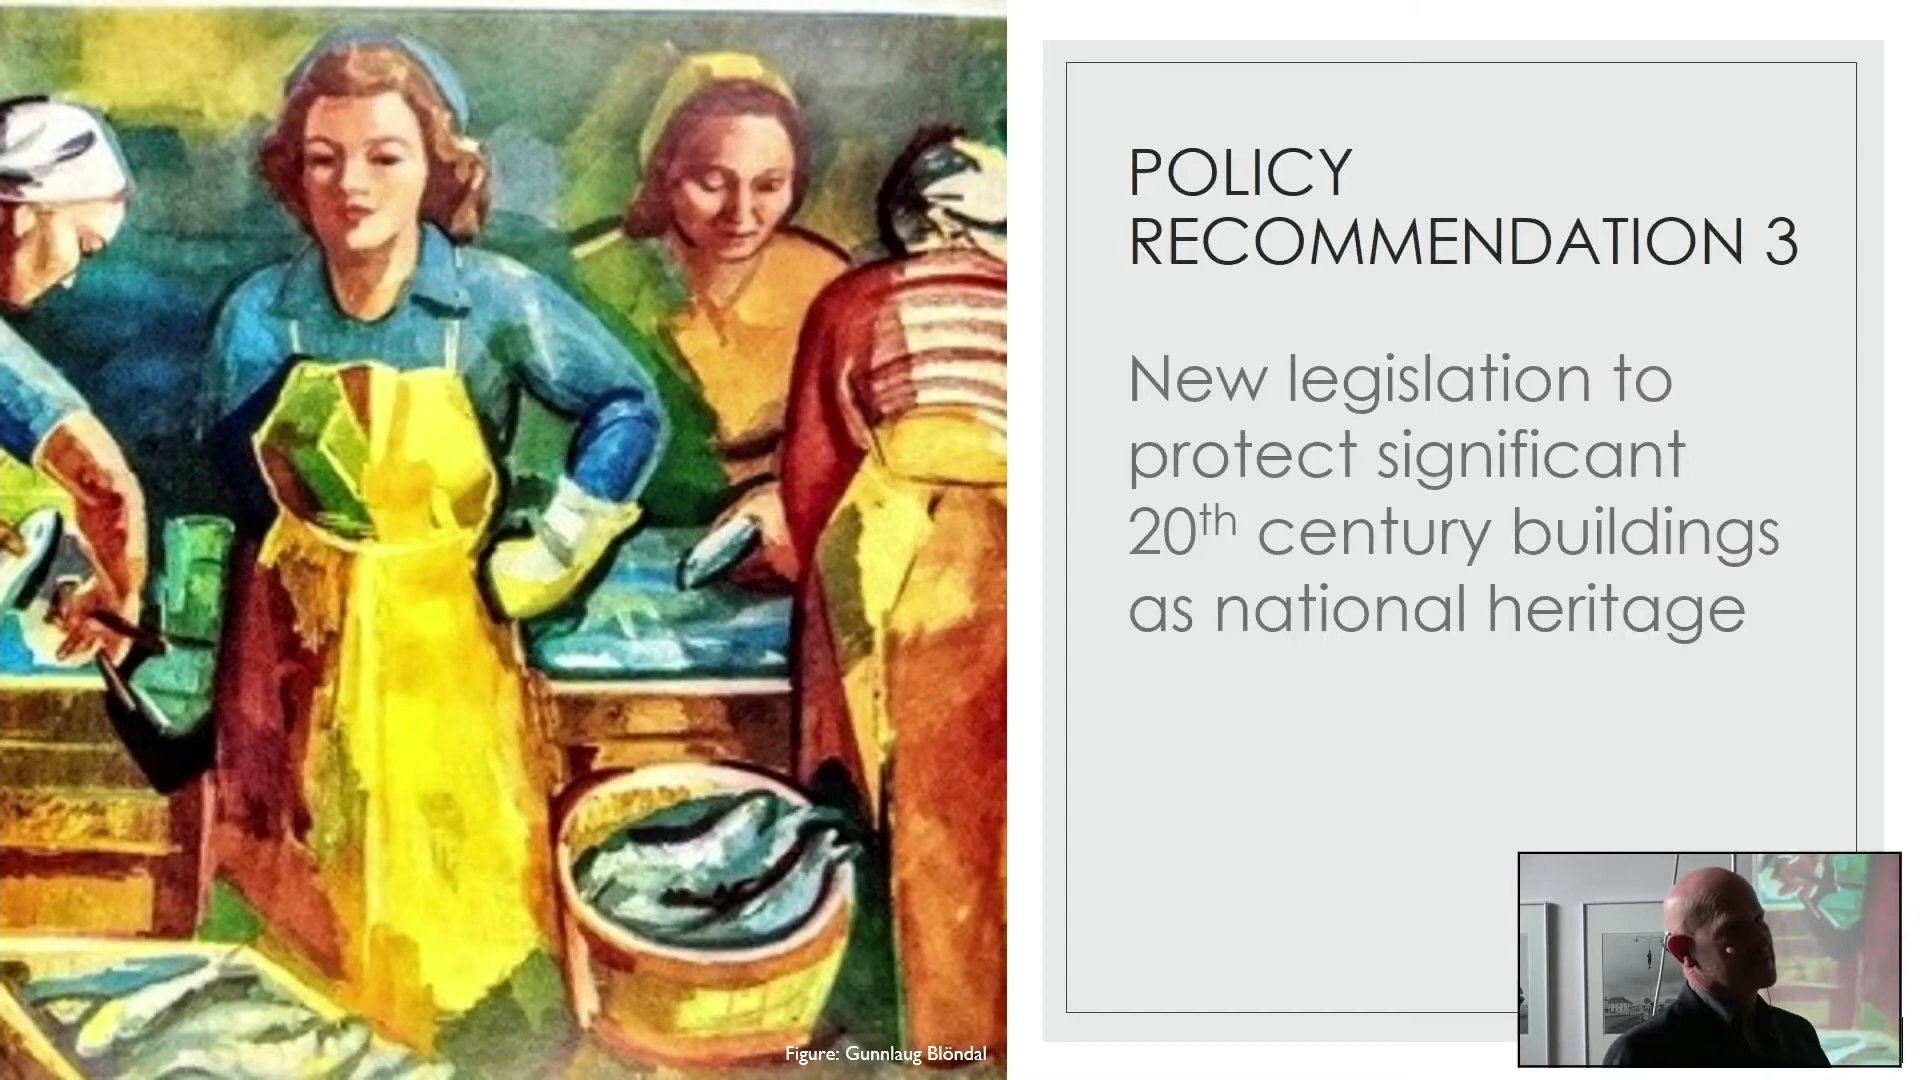 POLICY
RECOMMENDATION 3
New legislation to
protect significant
20th century buildings
as national heritage
Figure: Gunnlaug Blöndal